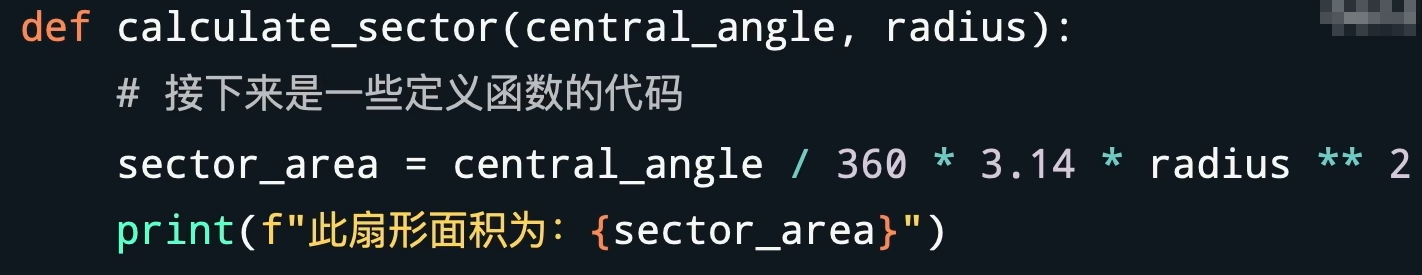 def calculate_sector(central_angle, radius):
    # 接下来是一些定义函数的代码
    sector_area = central_angle / 360 * 3.14 * radius ** 2
    print(f"此扇形面积为：{sector_area}")